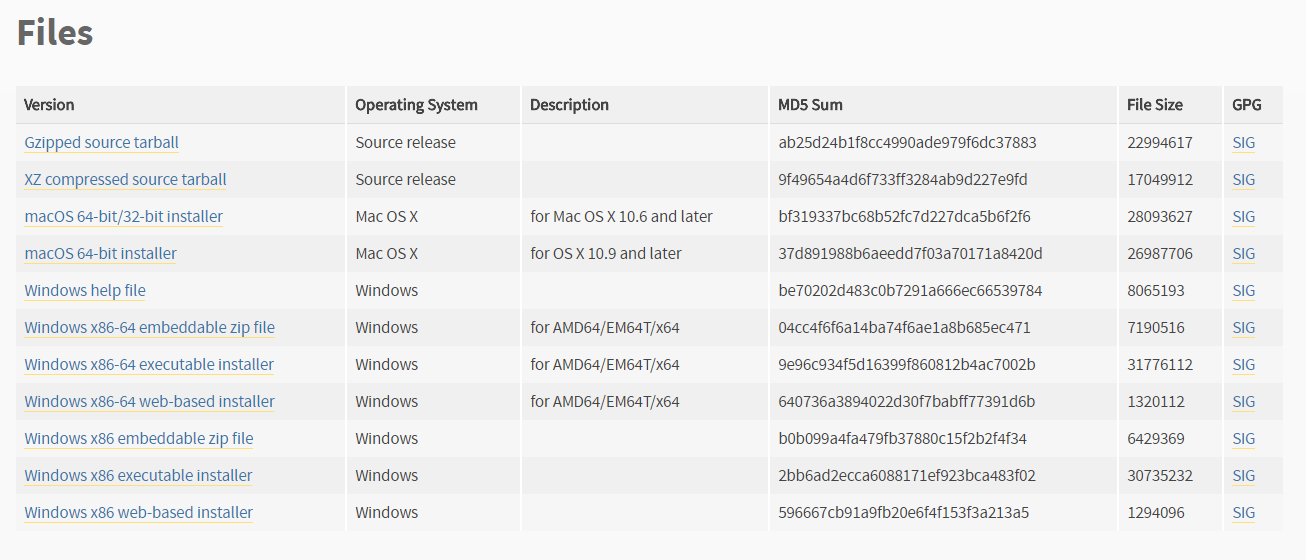 Files
Version Operating System Description MD5 Sum File Size GPG
Gzipped source tarball Source release ab25d24b1f8cc4990ade979f6dc37883 22994617 SIG
XZ compressed source tarball Source release 9f49654a4d6f733ff3284ab9d227e9fd 17049912 SIG
macOS 64-bit/32-bit installer Mac OS X for Mac OS X 10.6 and later bf319337bc68b52fc7d227dca5b6f2f6 28093627 SIG
macOS 64-bit installer Mac OS X for OS X 10.9 and later 37d891988b6aeedd7f03a70171a8420d 26987706 SIG
Windows help file Windows be70202d483c0b7291a666ec66539784 8065193 SIG
Windows x86-64 embeddable zip file Windows for AMD64/EM64T/x64 04cc4f6f6a14ba74f6ae1a8b685ec471 7190516 SIG
Windows x86-64 executable installer Windows for AMD64/EM64T/x64 9e96c934f5d16399f860812b4ac7002b 31776112 SIG
Windows x86-64 web-based installer Windows for AMD64/EM64T/x64 640736a3894022d30f7babff77391d6b 1320112 SIG
Windows x86 embeddable zip file Windows b0b099a4fa479fb37880c15f2b2f4f34 6429369 SIG
Windows x86 executable installer Windows 2bb6ad2ecca6088171ef923bca483f02 30735232 SIG
Windows x86 web-based installer Windows 596667cb91a9fb20e6f4f153f3a213a5 1294096 SIG